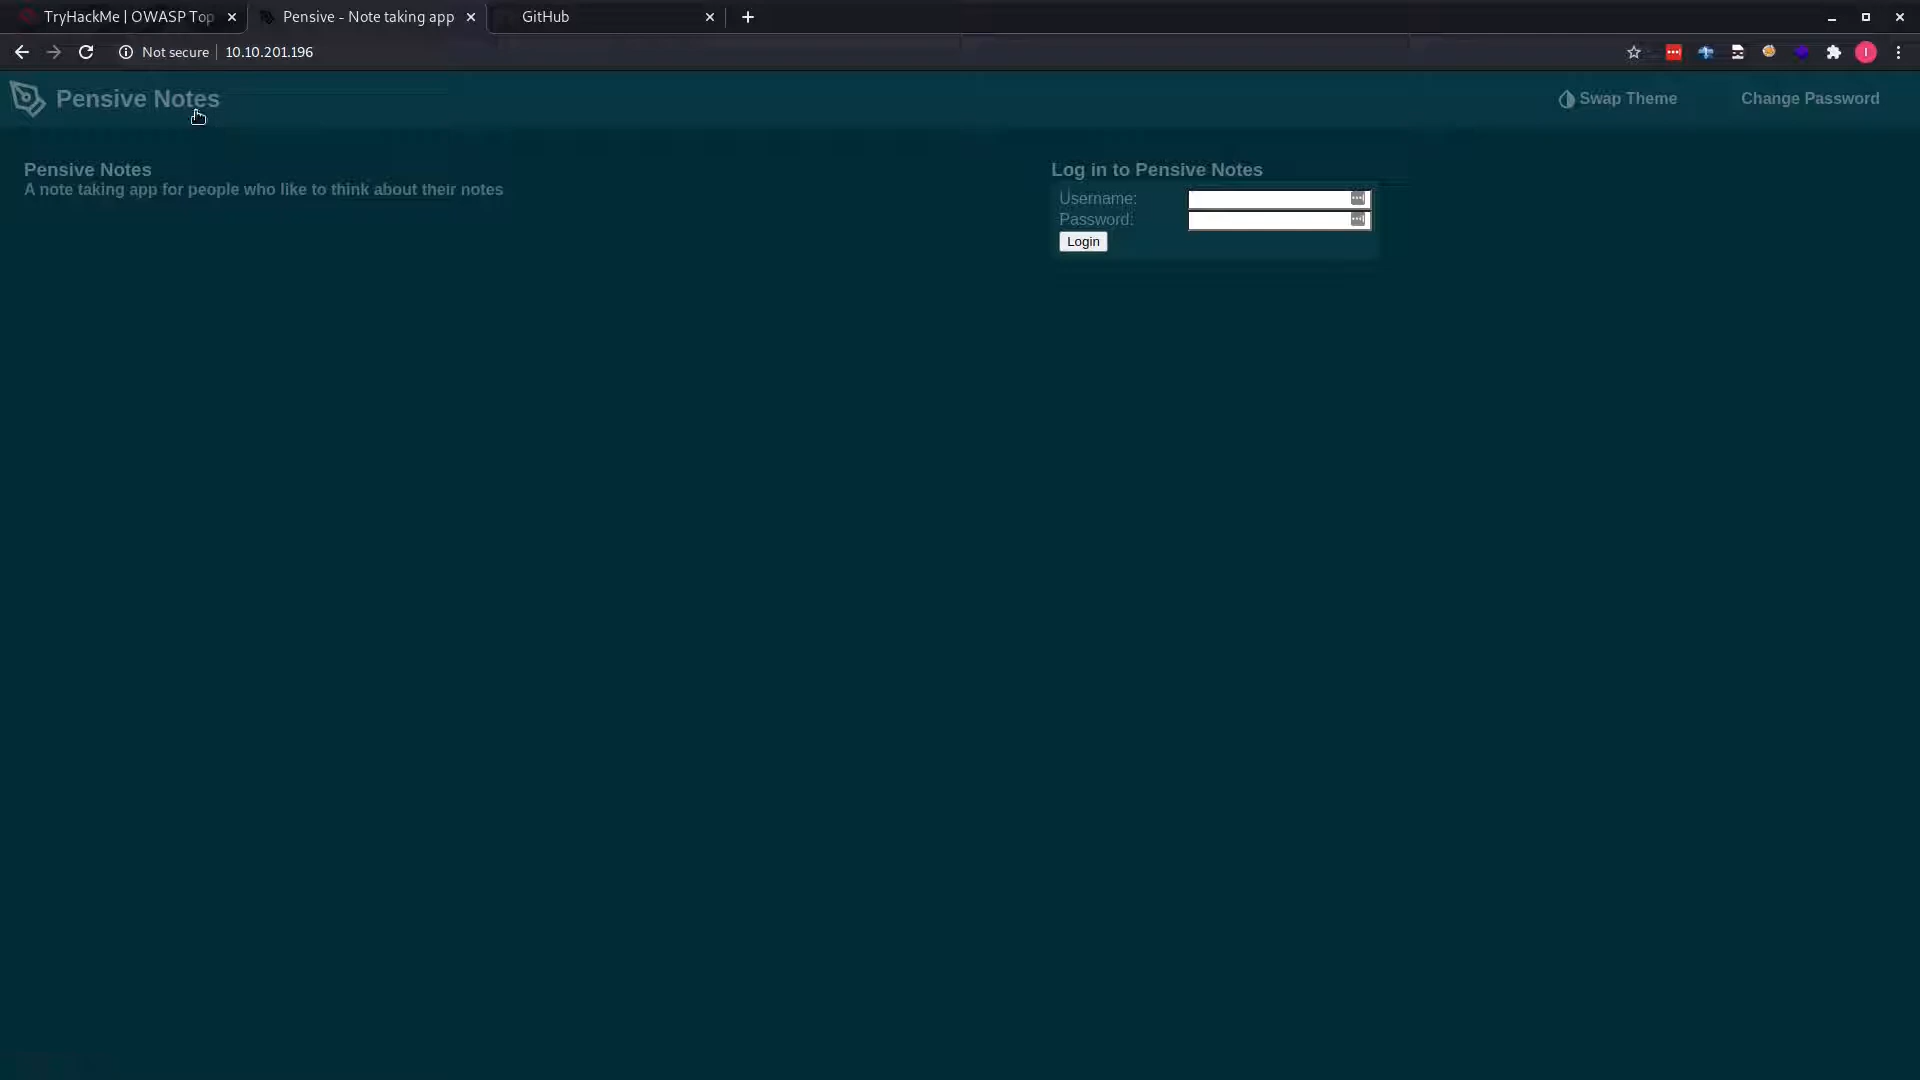 TryHackMe | OWASP Top
Pensive - Note taking app
GitHub
Not secure
10.10.201.196
I
Pensive Notes
Swap Theme
Change Password
Pensive Notes
A note taking app for people who like to think about their notes
Log in to Pensive Notes
Username:
Password:
Login